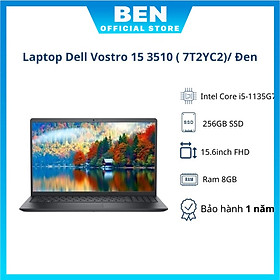 BEN
OFFICIAL STORE
Laptop Dell Vostro 15 3510 ( 7T2YC2)/ Đen
Intel Core i5-1135G7
SSD
256GB SSD
15.6inch FHD
Ram 8GB
Bảo hành 1 năm